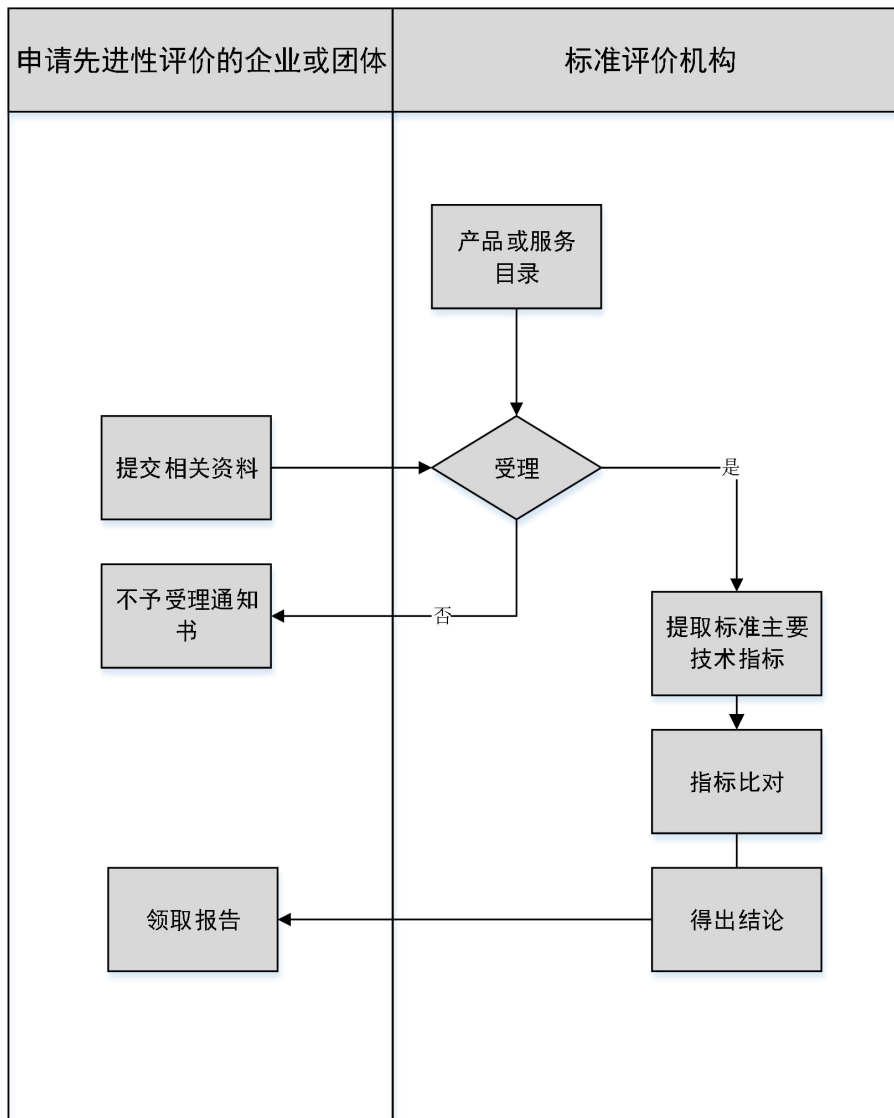 申请先进性评价的企业或团体
标准评价机构
产品或服务
目录
提交相关资料
受理
是
不予受理通知
书
否
提取标准主要
技术指标
指标比对
领取报告
得出结论